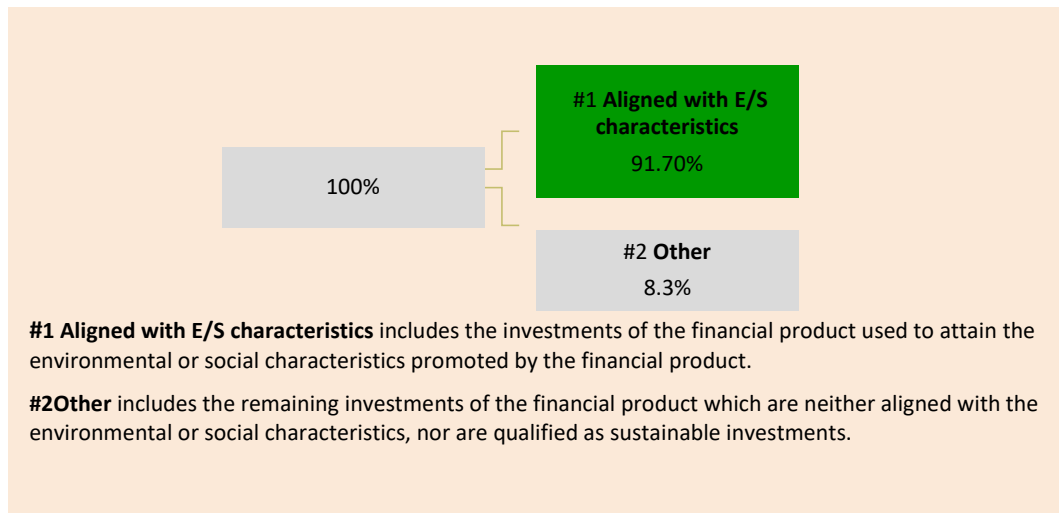 #1 Aligned with E/S
characteristics
91.70%
100%
#2 Other
8.3%
#1 Aligned with E/S characteristics includes the investments of the financial product used to attain the
environmental or social characteristics promoted by the financial product.
#2Other includes the remaining investments of the financial product which are neither aligned with the
environmental or social characteristics, nor are qualified as sustainable investments.